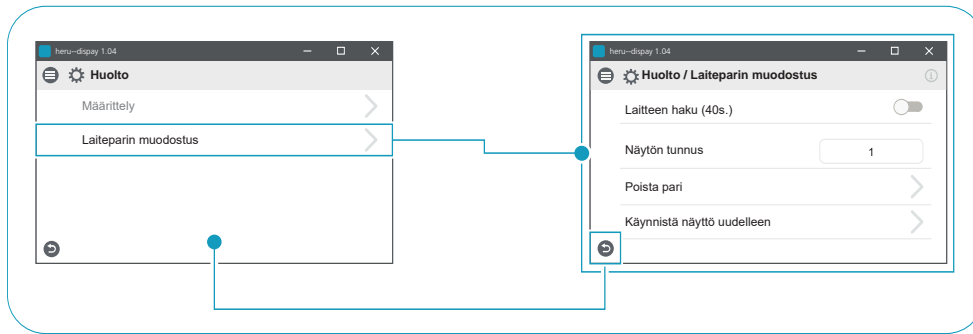 heru–dispay 1.04
Huolto
Määrittely
Laiteparin muodostus
heru–dispay 1.04
Huolto / Laiteparin muodostus
Laitteen haku (40s.)
Näytön tunnus 1
Poista pari
Käynnistä näyttö uudelleen